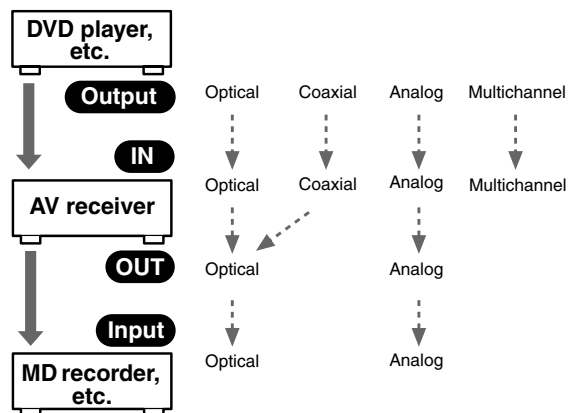 DVD player,
etc.
Output Optical Coaxial Analog Multichannel
IN
Optical Coaxial Analog Multichannel
AV receiver
OUT Optical Analog
Input
Optical Analog
MD recorder,
etc.